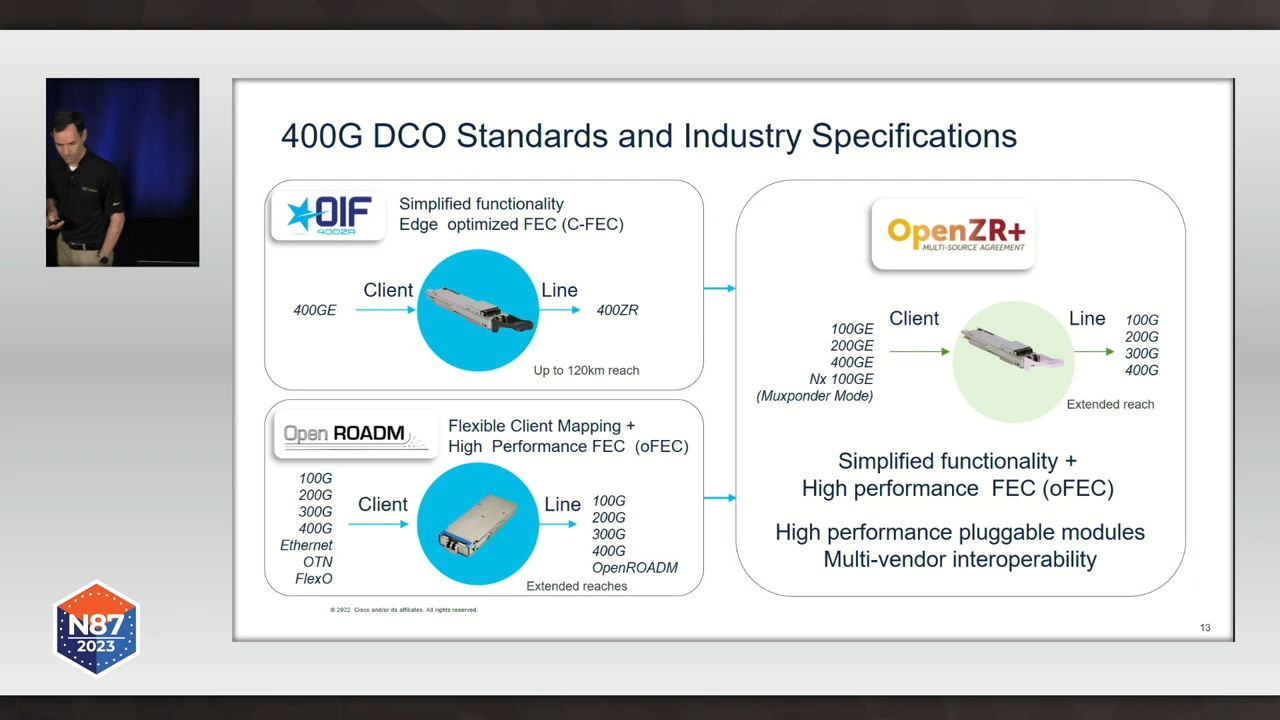 400G DCO Standards and Industry Specifications
OIF
400ZR
Simplified functionality
Edge optimized FEC (C-FEC)
Client
Line
400GE
400ZR
Up to 120km reach
Open ROADM
Flexible Client Mapping +
High Performance FEC (oFEC)
100G
200G
300G
400G
Ethernet
OTN
FlexO
Client
Line
100G
200G
300G
400G
OpenROADM
Extended reaches
OpenZR+
MULTI-SOURCE AGREEMENT
100GE
200GE
400GE
Nx 100GE
(Muxponder Mode)
Client
Line
100G
200G
300G
400G
Extended reach
Simplified functionality +
High performance FEC (oFEC)
High performance pluggable modules
Multi-vendor interoperability
© 2022 Cisco and/or its affiliates. All rights reserved.
13
N87
2023